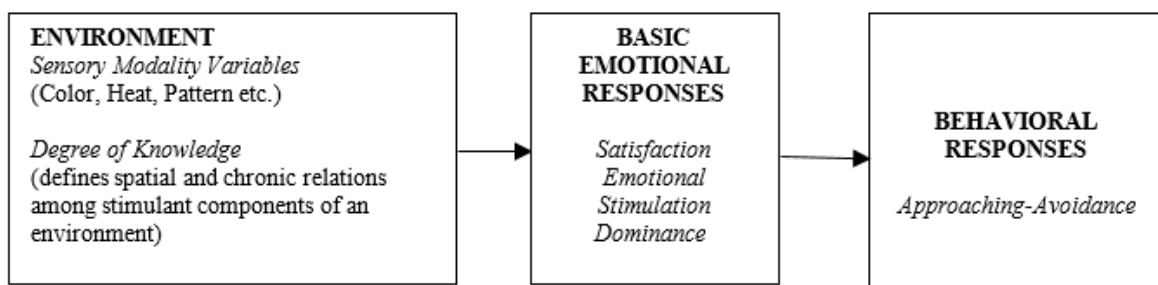 ENVIRONMENT
Sensory Modality Variables
(Color, Heat, Pattern etc.)
Degree of Knowledge
(defines spatial and chronic relations
among stimulant components of an
environment)
BASIC
EMOTIONAL
RESPONSES
Satisfaction
Emotional
Stimulation
Dominance
BEHAVIORAL
RESPONSES
Approaching-Avoidance